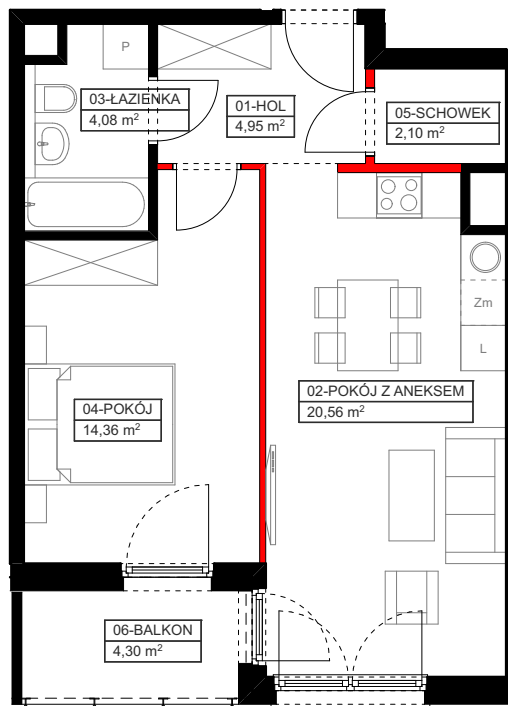 P
03-ŁAZIENKA
4,08 m²
01-HOL
4,95 m²
05-SCHOWEK
2,10 m²
Zm
L
02-POKÓJ Z ANEKSEM
20,56 m²
04-POKÓJ
14,36 m²
06-BALKON
4,30 m²